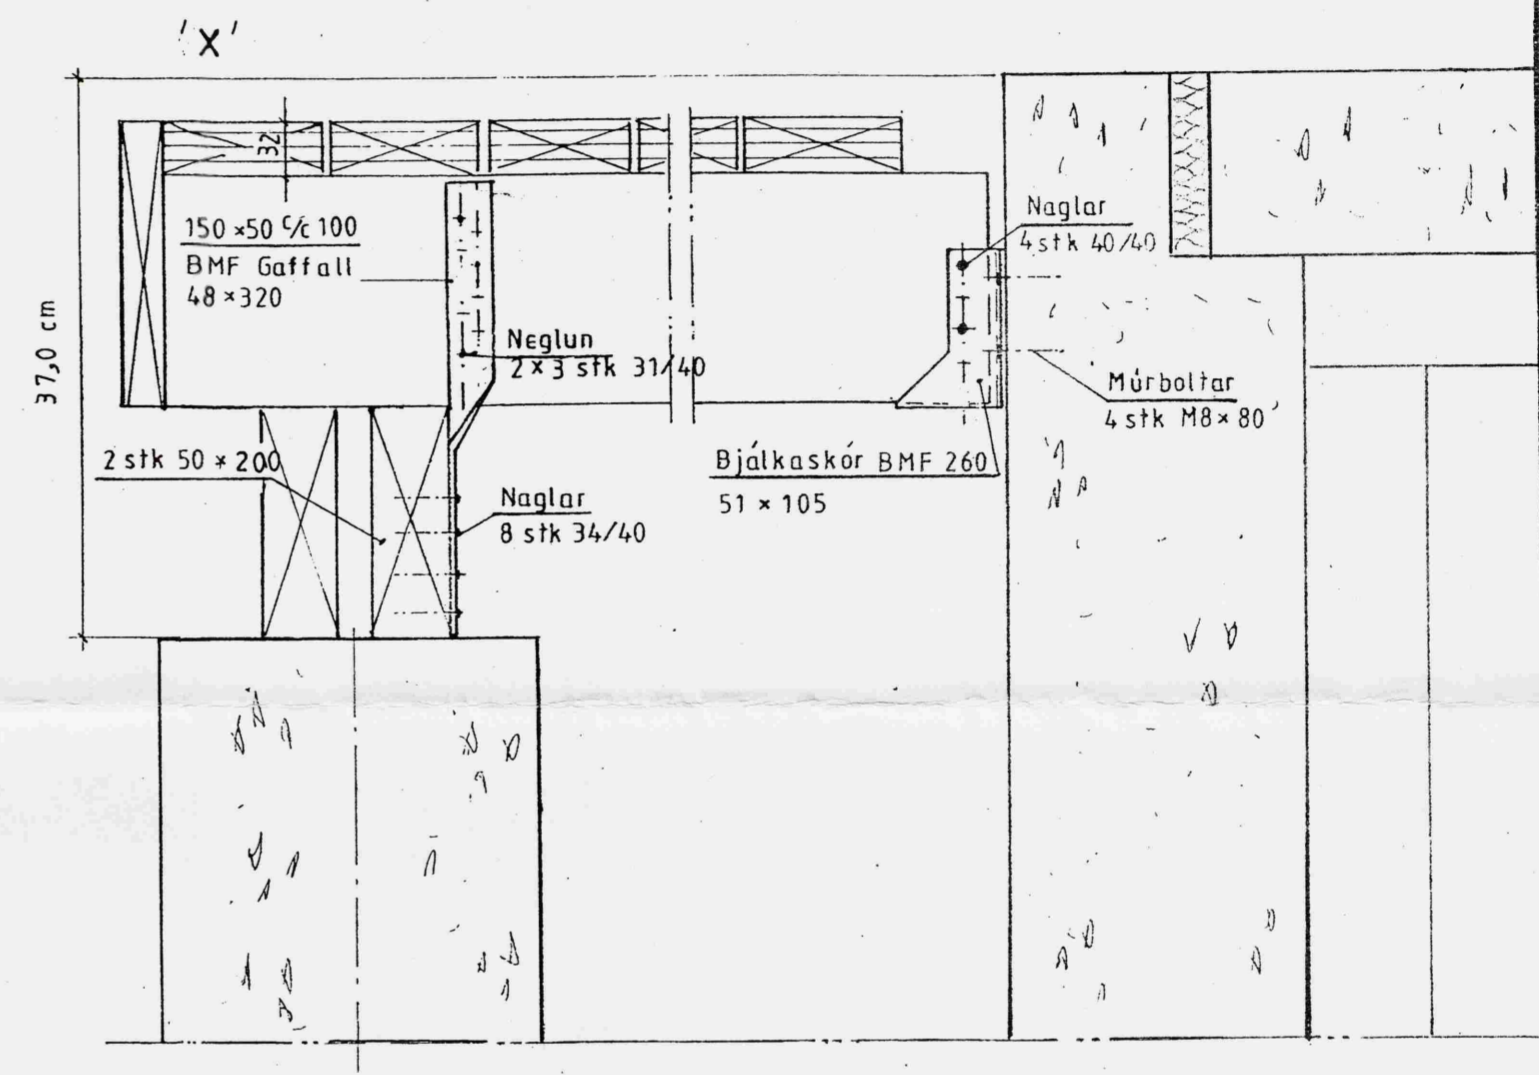 'X'
32
150×50 c/c 100
BMF Gaffall
48×320
37,0 cm
Neglun
2×3 stk 31/40
Naglar
4 stk 40/40
Múrboltar
4 stk M8×80
2 stk 50×200
Naglar
8 stk 34/40
Bjálkaskór BMF 260
51×105